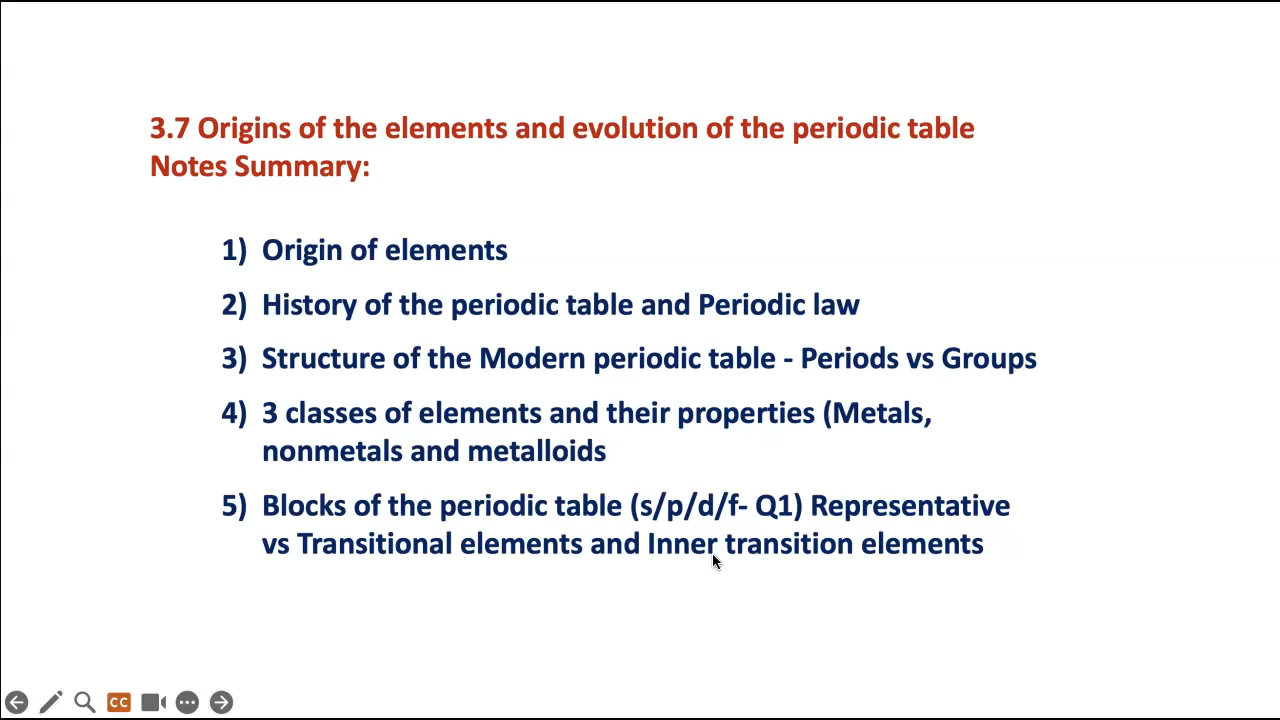 3.7 Origins of the elements and evolution of the periodic table
Notes Summary:
1) Origin of elements
2) History of the periodic table and Periodic law
3) Structure of the Modern periodic table - Periods vs Groups
4) 3 classes of elements and their properties (Metals,
nonmetals and metalloids
5) Blocks of the periodic table (s/p/d/f- Q1) Representative
vs Transitional elements and Inner transition elements
CC